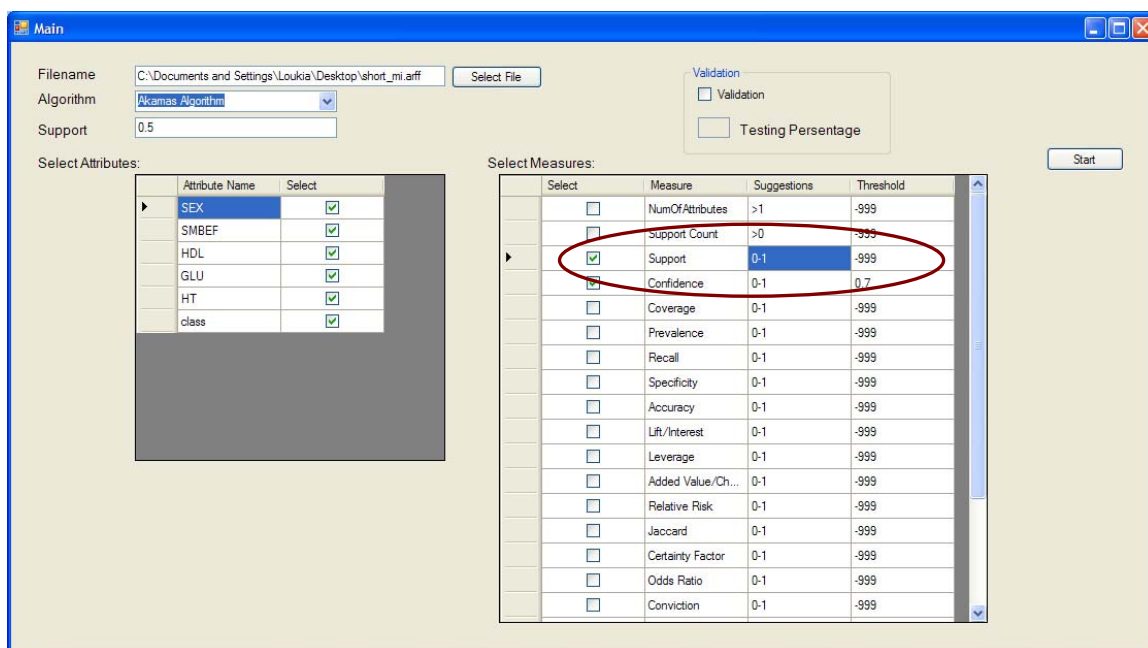 Main
Filename C:\Documents and Settings\Loukia\Desktop\short_mi.arff Select File
Algorithm Akamas Algorithm
Support 0.5
Validation
Validation
Testing Persentage
Start
Select Attributes:
Attribute Name Select
SEX
SMBEF
HDL
GLU
HT
class
Select Measures:
Select Measure Suggestions Threshold
NumOfAttributes >1 -999
Support Count >0 -999
Support 0-1 -999
Confidence 0-1 0.7
Coverage 0-1 -999
Prevalence 0-1 -999
Recall 0-1 -999
Specificity 0-1 -999
Accuracy 0-1 -999
Lift/Interest 0-1 -999
Leverage 0-1 -999
Added Value/Ch... 0-1 -999
Relative Risk 0-1 -999
Jaccard 0-1 -999
Certainty Factor 0-1 -999
Odds Ratio 0-1 -999
Conviction 0-1 -999